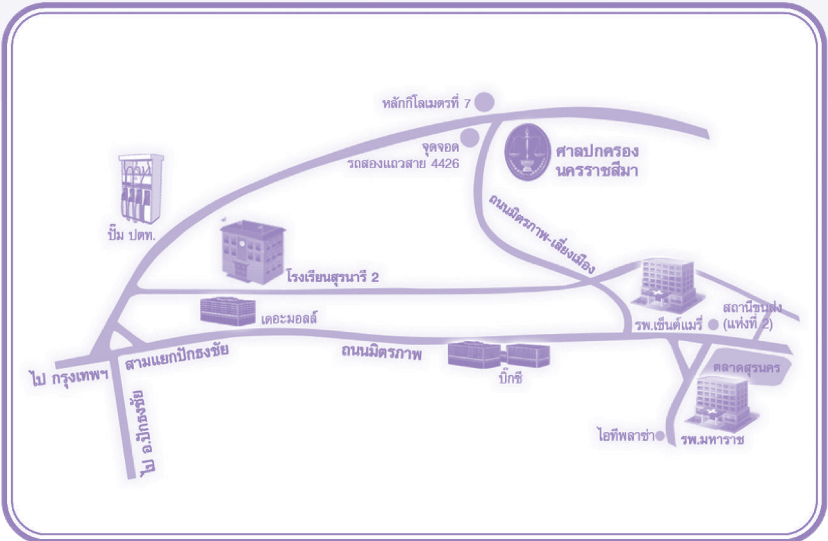 หลักกิโลเมตรที่ 7
จุดจอด
รถสองแถวสาย 4426
ศาลปกครอง
นครราชสีมา
ปั๊ม ปตท.
ถนนมิตรภาพ-เลี่ยงเมือง
โรงเรียนสุรนารี 2
เดอะมอลล์
รพ.เซ็นต์แมรี่
สถานีขนส่ง
(แห่งที่ 2)
ไป กรุงเทพฯ
สามแยกปักธงชัย
ถนนมิตรภาพ
บิ๊กซี
ตลาดสุรนคร
ไป อ.ปักธงชัย
ไอทีพลาซ่า
รพ.มหาราช